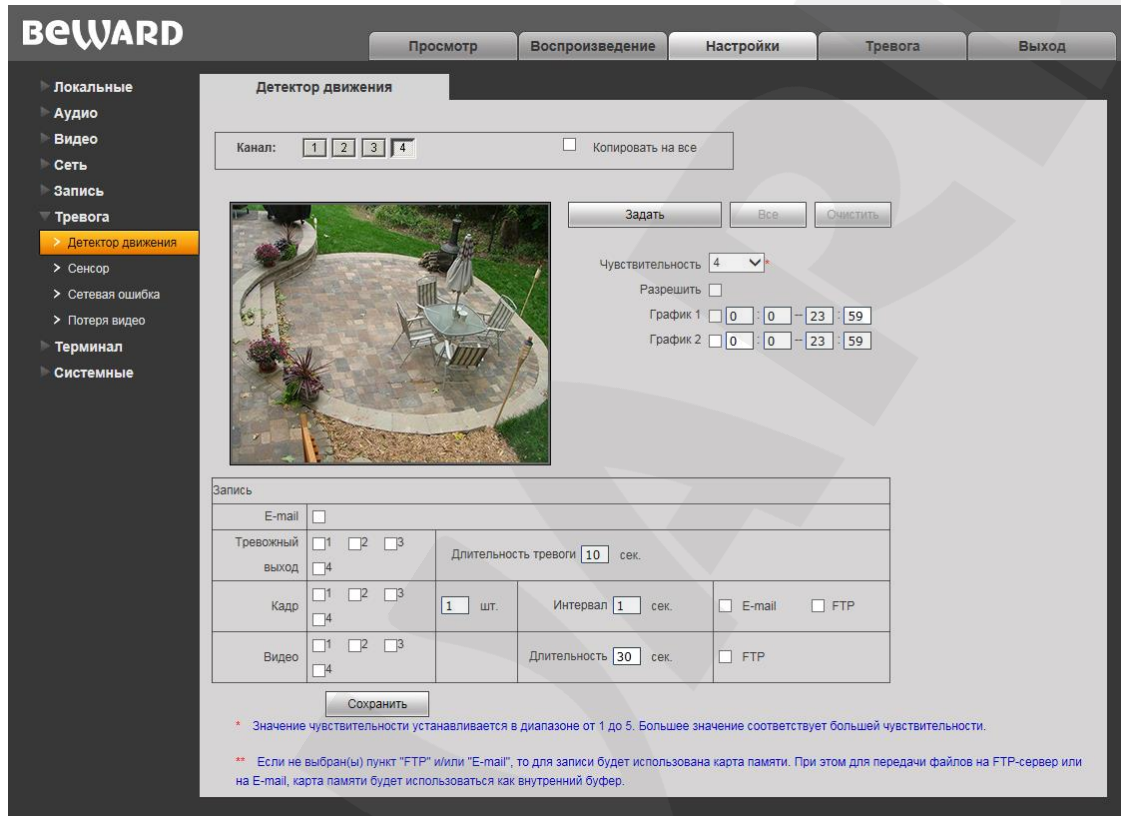 BEWARD
Просмотр Воспроизведение Настройки Тревога Выход
Локальные
Аудио
Видео
Сеть
Запись
Тревога
> Детектор движения
> Сенсор
> Сетевая ошибка
> Потеря видео
Терминал
Системные
Детектор движения
Канал: 1 2 3 4 Копировать на все
Задать Все Очистить
Чувствительность 4 *
Разрешить
График 1 0 : 0 -- 23 : 59
График 2 0 : 0 -- 23 : 59
Запись
E-mail
Тревожный выход 1 2 3 4 Длительность тревоги 10 сек.
Кадр 1 2 3 4 1 шт. Интервал 1 сек. E-mail FTP
Видео 1 2 3 4 Длительность 30 сек. FTP
Сохранить
* Значение чувствительности устанавливается в диапазоне от 1 до 5. Большее значение соответствует большей чувствительности.
** Если не выбран(ы) пункт "FTP" и/или "E-mail", то для записи будет использована карта памяти. При этом для передачи файлов на FTP-сервер или
на E-mail, карта памяти будет использоваться как внутренний буфер.